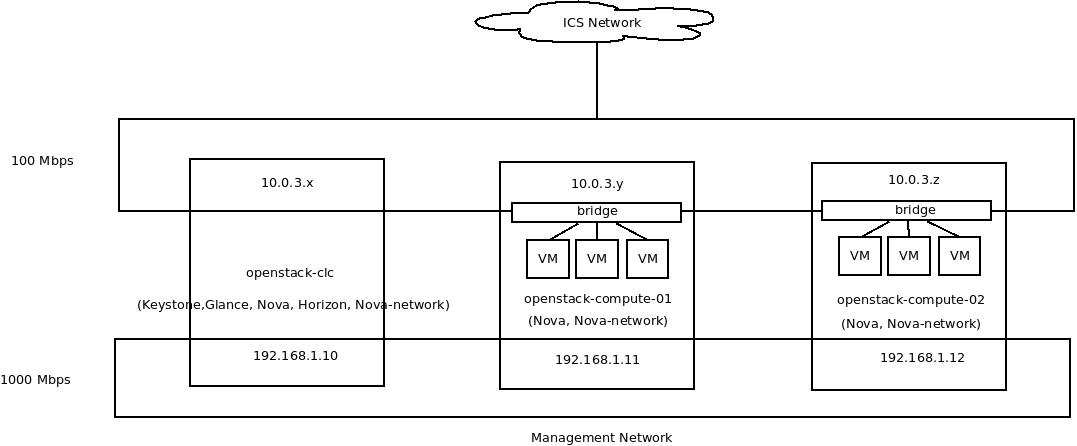 ICS Network
100 Mbps
10.0.3.x
10.0.3.y
10.0.3.z
bridge
bridge
VM
VM
VM
VM
VM
VM
openstack-clc
(Keystone,Glance, Nova, Horizon, Nova-network)
openstack-compute-01
(Nova, Nova-network)
openstack-compute-02
(Nova, Nova-network)
1000 Mbps
192.168.1.10
192.168.1.11
192.168.1.12
Management Network